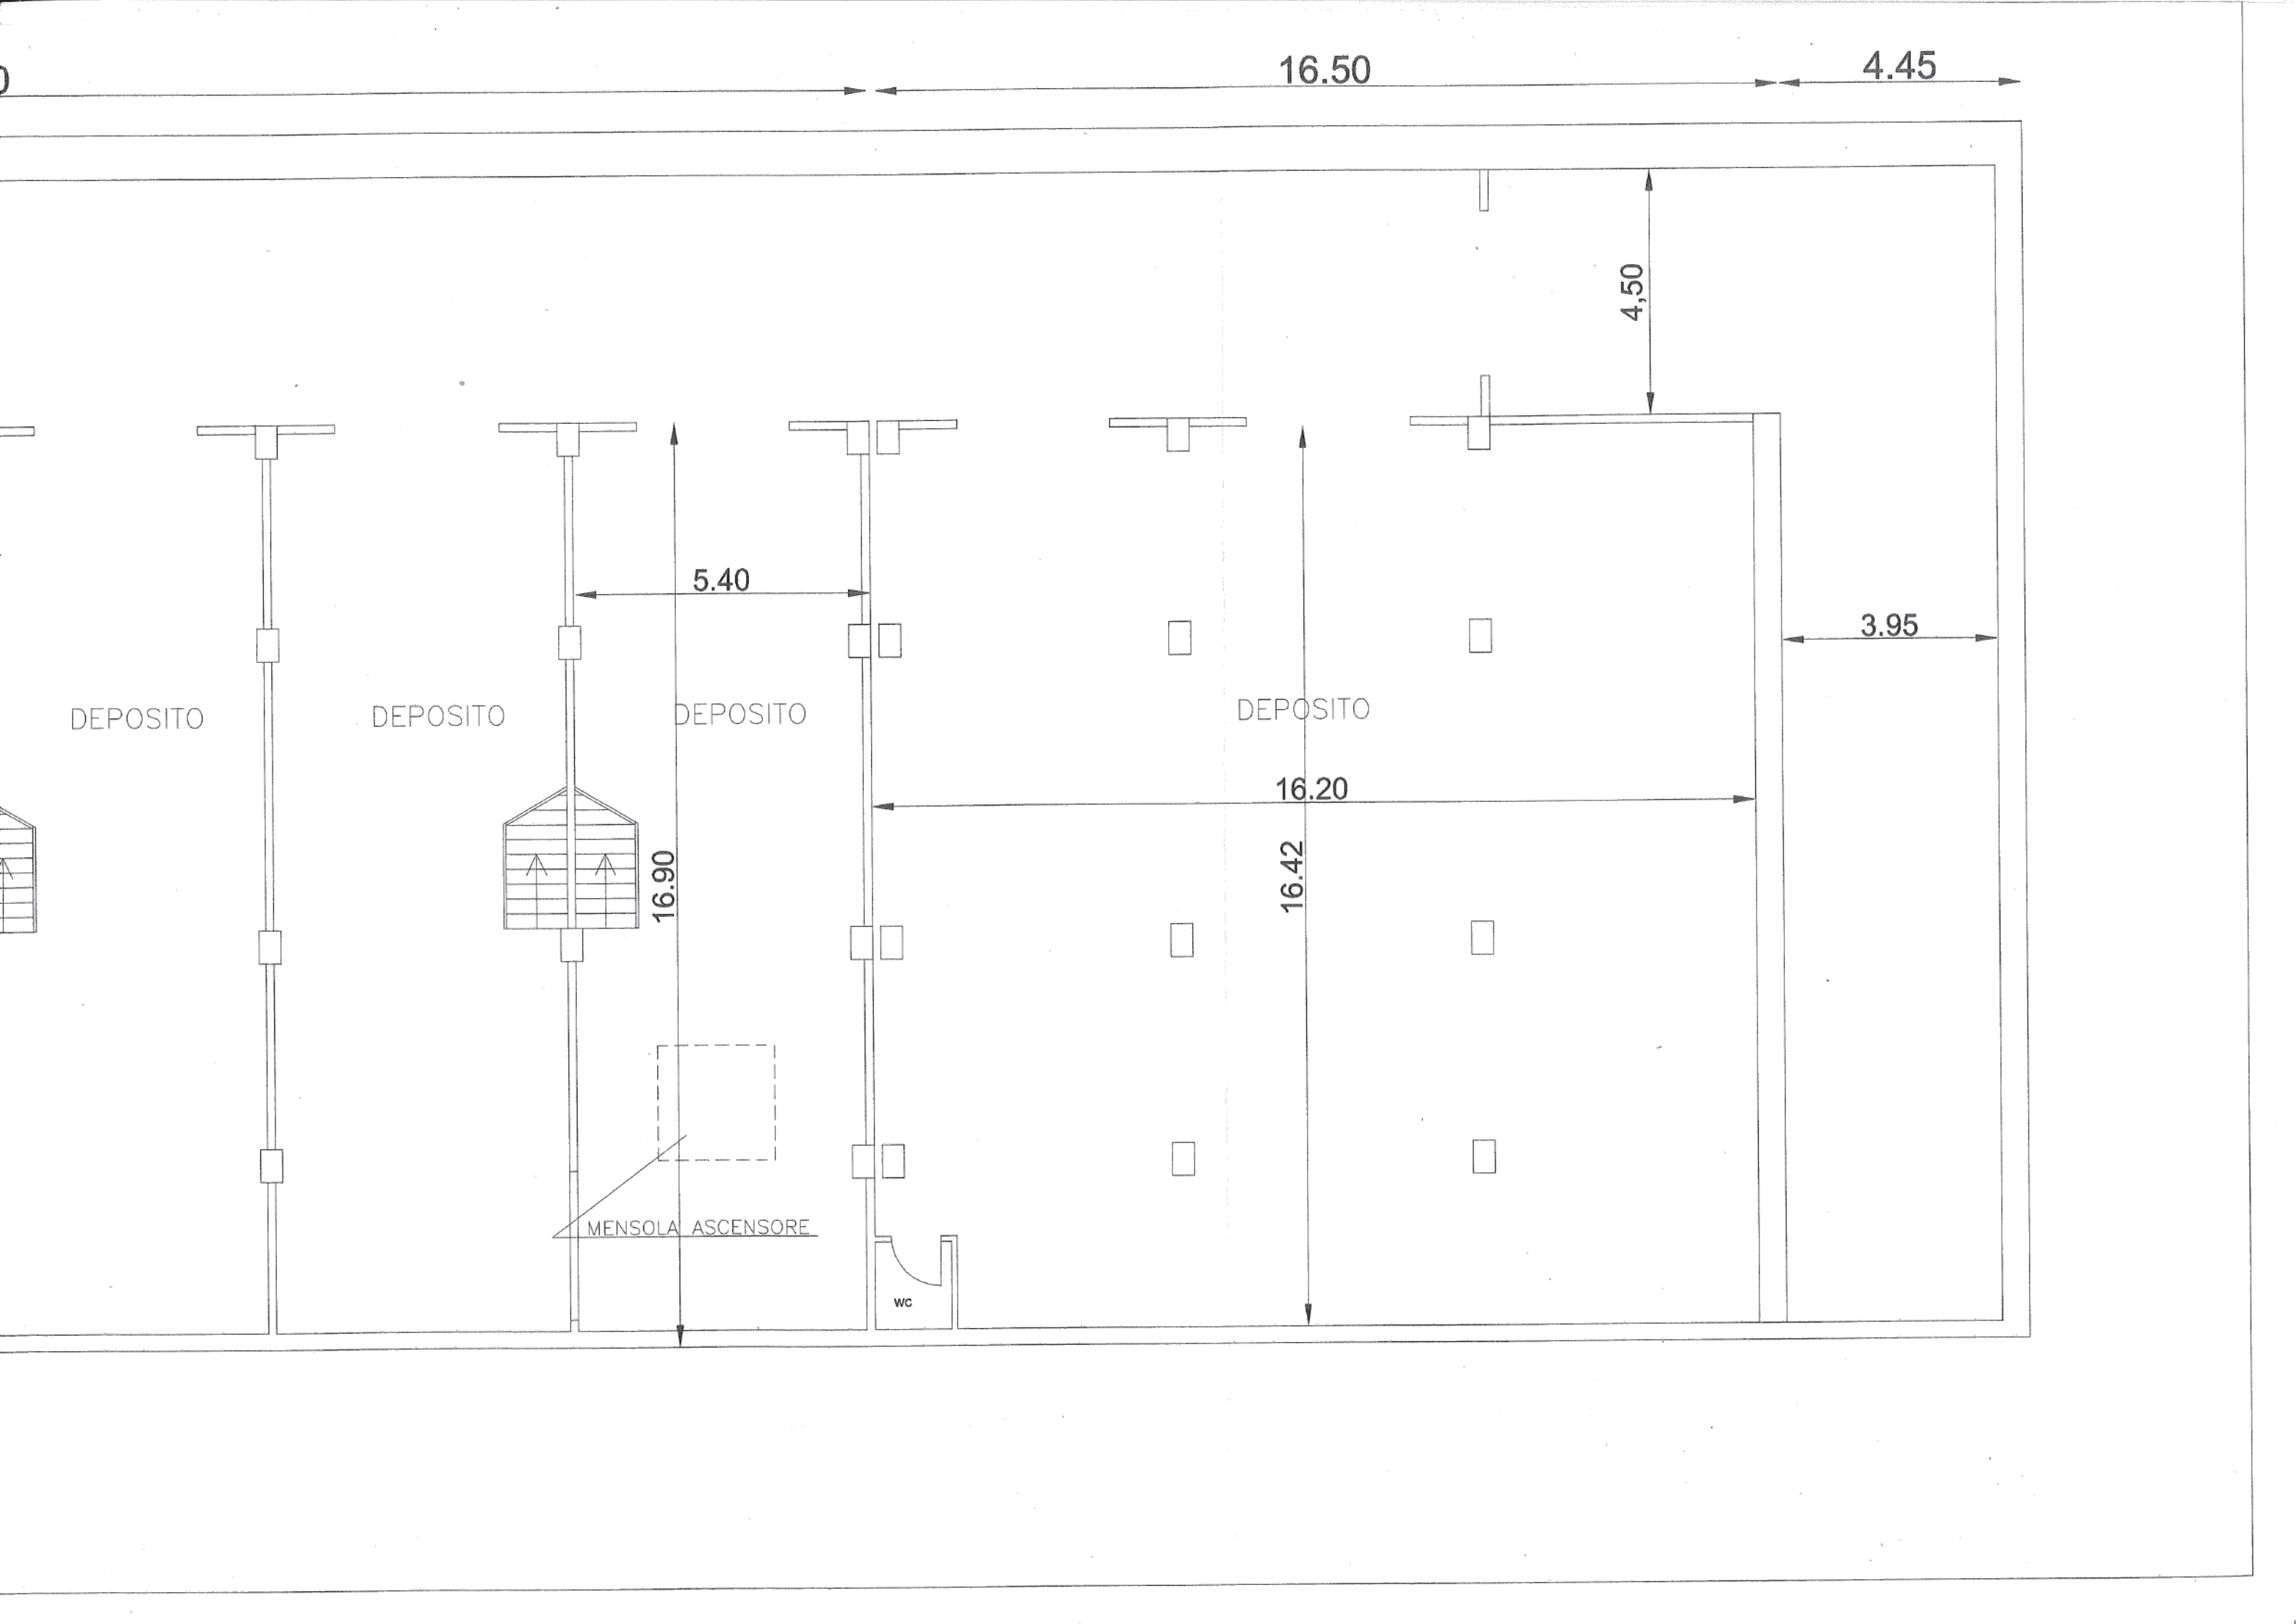 16.50
4.45
4,50
5.40
3.95
DEPOSITO
DEPOSITO
DEPOSITO
DEPOSITO
16.20
16.90
16.42
MENSOLA ASCENSORE
WC